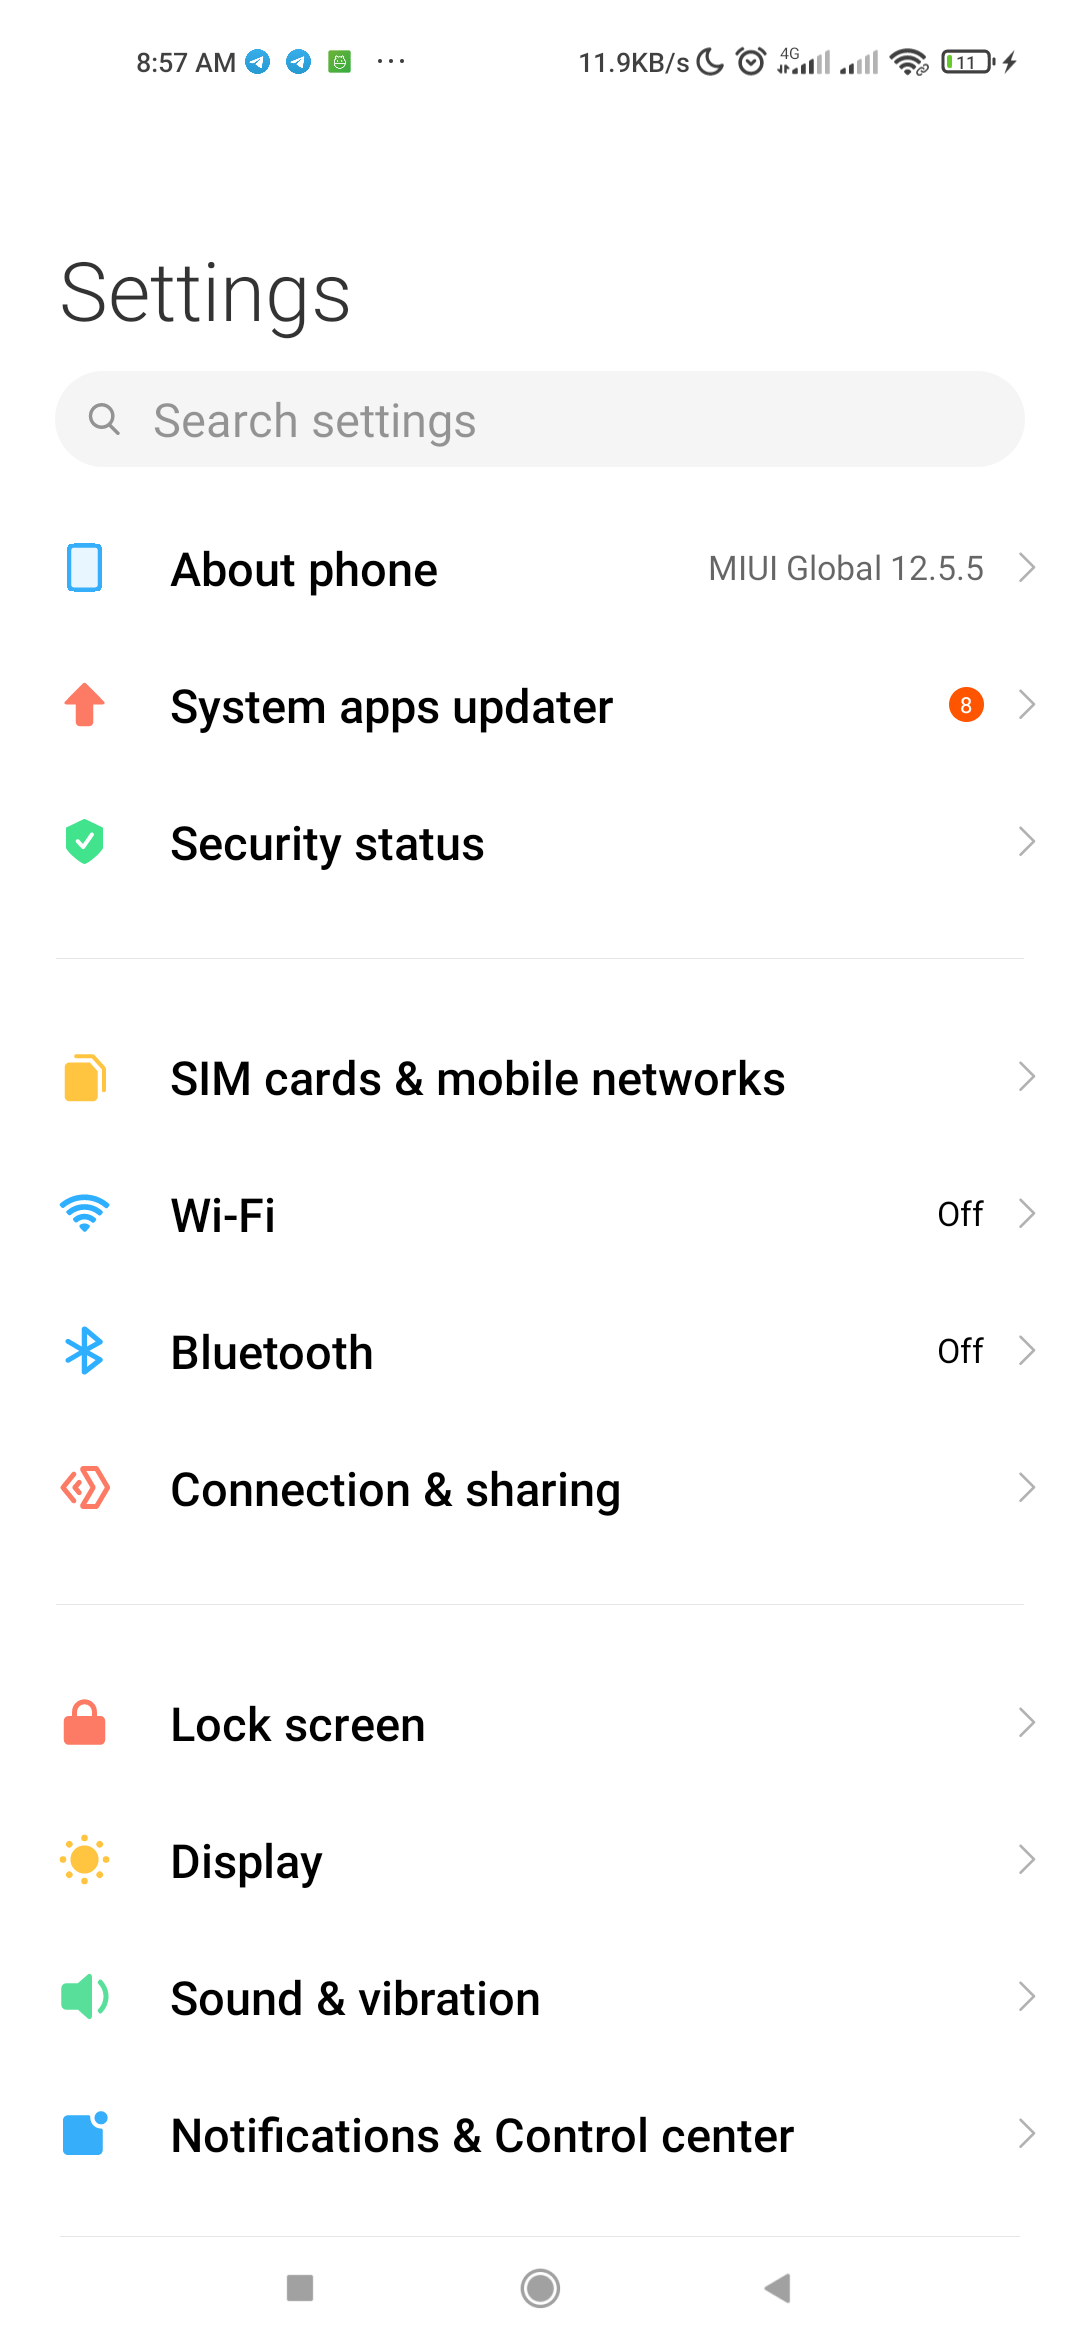 8:57 AM ··· 11.9KB/s 4G 11
Settings
Search settings
About phone MIUI Global 12.5.5
System apps updater 8
Security status
SIM cards & mobile networks
Wi-Fi Off
Bluetooth Off
Connection & sharing
Lock screen
Display
Sound & vibration
Notifications & Control center